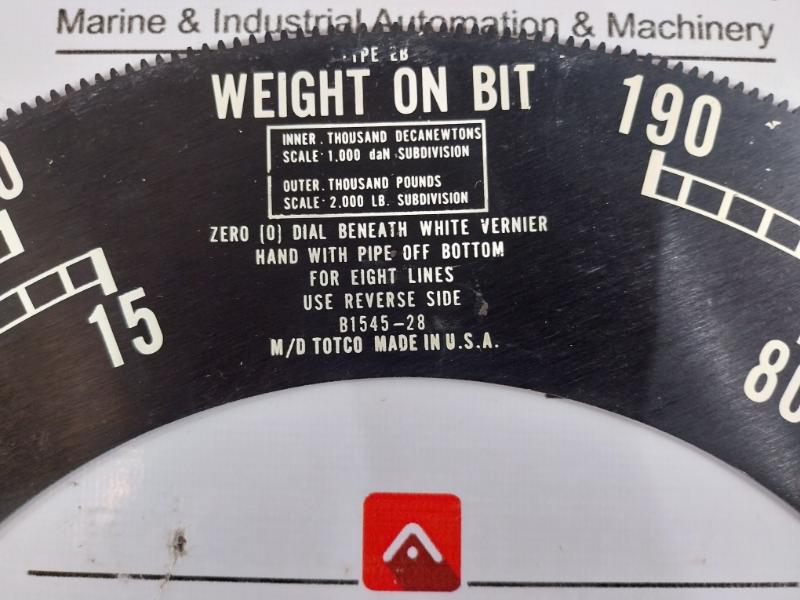 Marine & Industrial Automation & Machinery
WEIGHT ON BIT
INNER. THOUSAND DECANEWTONS
SCALE· 1,000 daN SUBDIVISION
OUTER. THOUSAND POUNDS
SCALE· 2,000 LB. SUBDIVISION
ZERO (0) DIAL BENEATH WHITE VERNIER
HAND WITH PIPE OFF BOTTOM
FOR EIGHT LINES
USE REVERSE SIDE
B1545-28
M/D TOTCO MADE IN U.S.A.
190
15
80